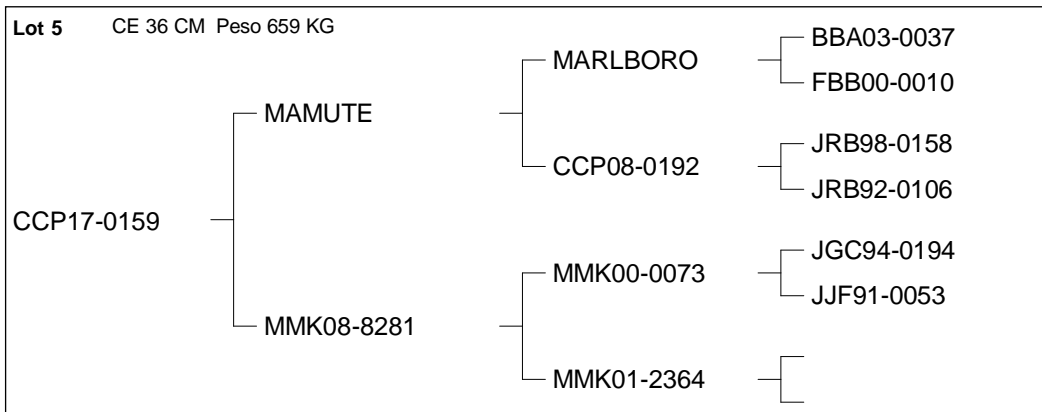 Lot 5 CE 36 CM Peso 659 KG
BBA03-0037
MARLBORO
FBB00-0010
MAMUTE
JRB98-0158
CCP08-0192
JRB92-0106
CCP17-0159
JGC94-0194
MMK00-0073
JJF91-0053
MMK08-8281
MMK01-2364